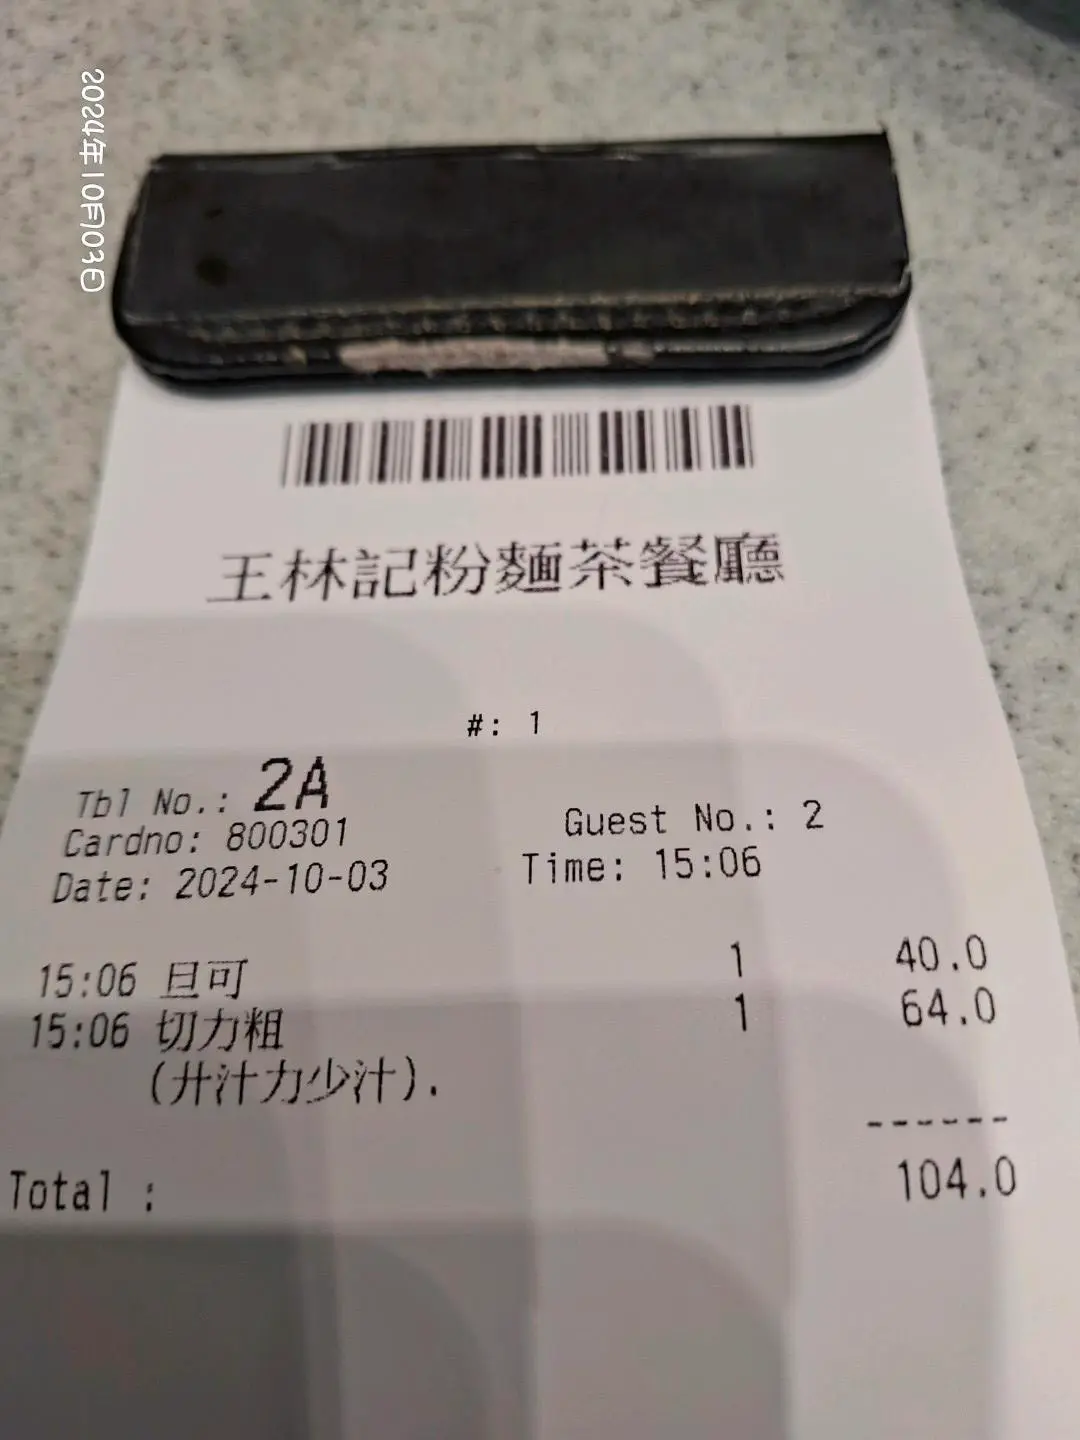 2024年10月03日
王林記粉麵茶餐廳
#: 1
Tbl No.: 2A
Guest No.: 2
Cardno: 800301
Date: 2024-10-03 Time: 15:06
15:06 旦可 1 40.0
15:06 切力粗 1 64.0
(廾汁力少汁).
------
Total : 104.0